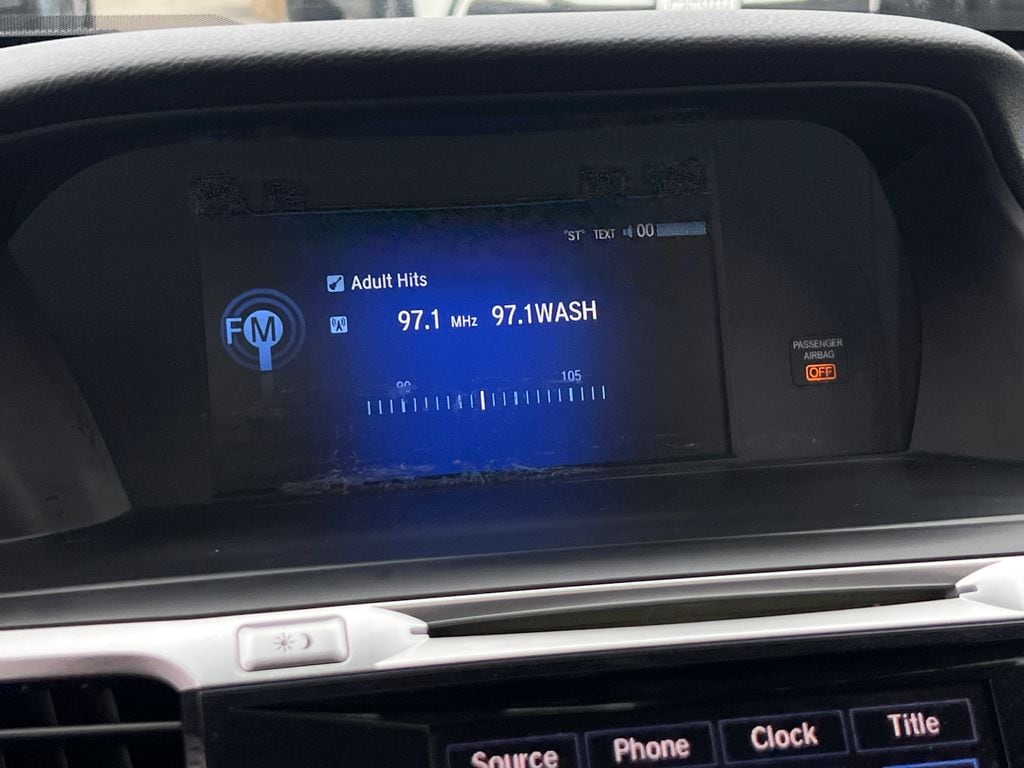 "ST" TEXT 00
Adult Hits
FM
97.1 MHz 97.1WASH
90 105
PASSENGER
AIRBAG
OFF
Source Phone Clock Title